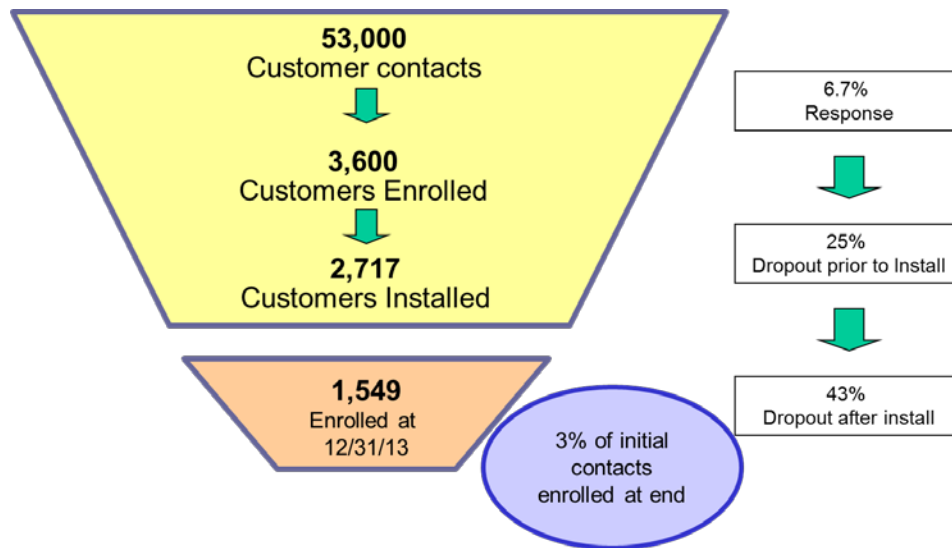 53,000
Customer contacts
3,600
Customers Enrolled
2,717
Customers Installed
1,549
Enrolled at
12/31/13
3% of initial
contacts
enrolled at end
6.7%
Response
25%
Dropout prior to Install
43%
Dropout after install